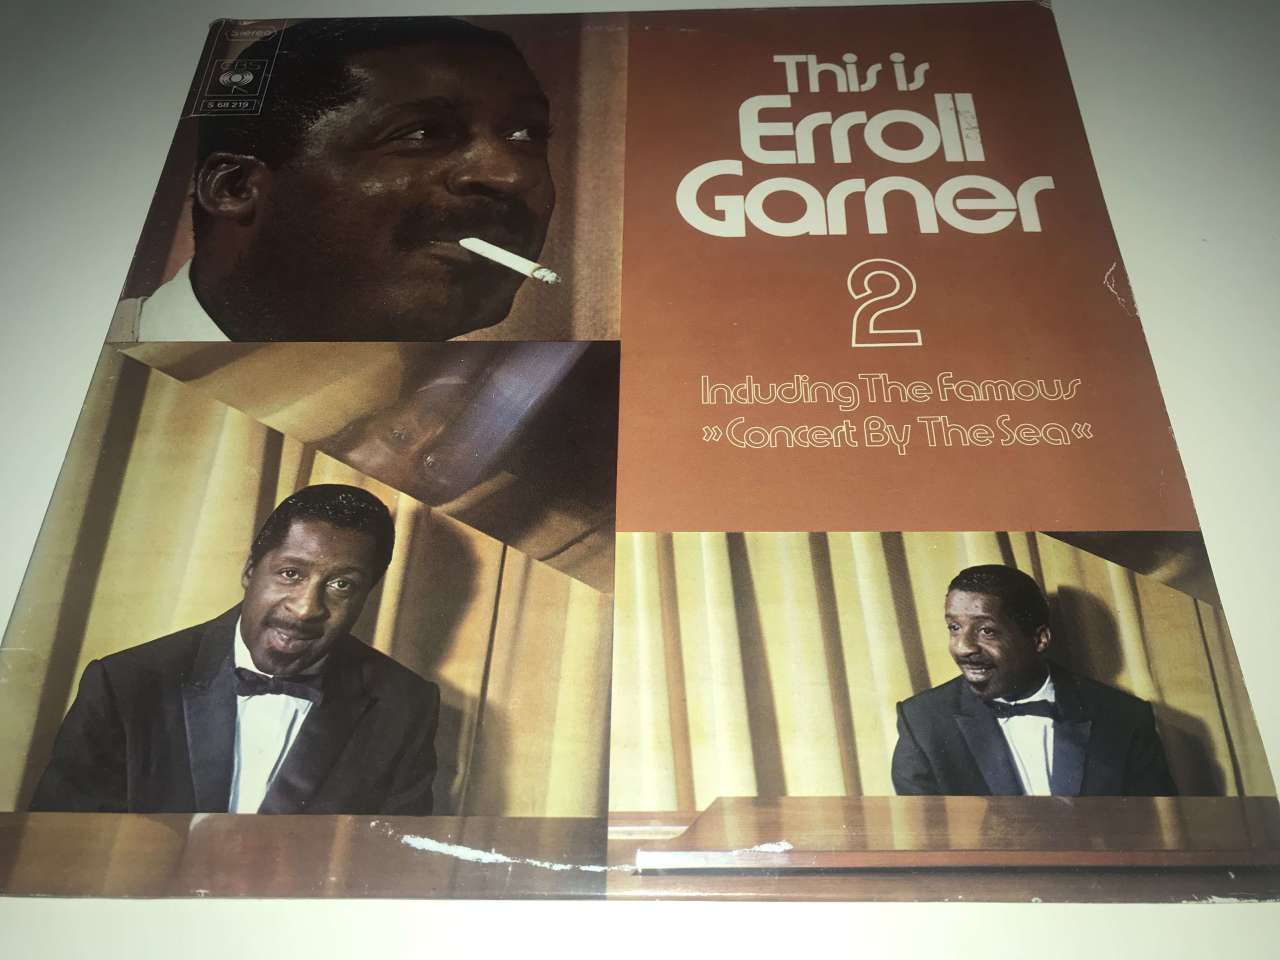 Stereo
CBS
S 68 219
This is
Erroll
Garner
2
Including The Famous
»Concert By The Sea«